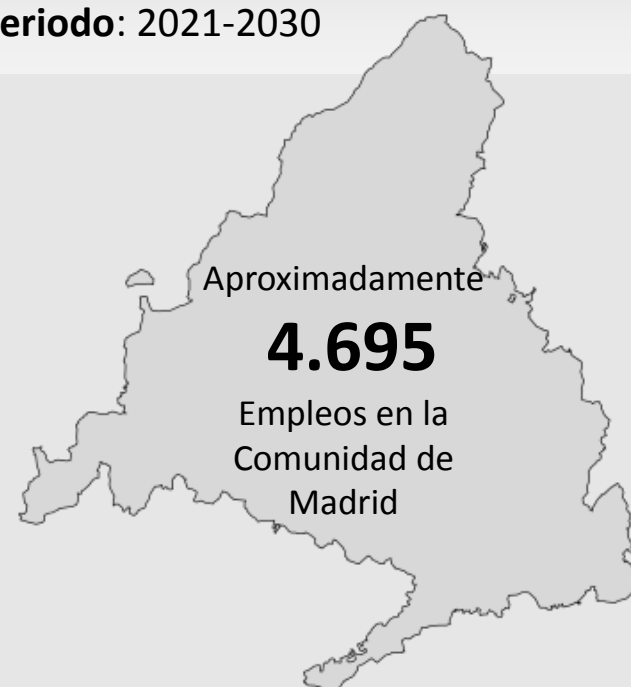 eriodo: 2021-2030
Aproximadamente
4.695
Empleos en la
Comunidad de
Madrid